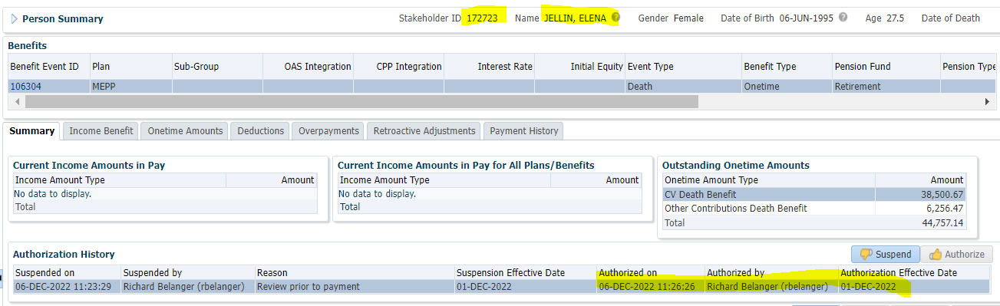 Person Summary Stakeholder ID 172723 Name JELLIN, ELENA Gender Female Date of Birth 06-JUN-1995 Age 27.5 Date of Death
Benefits
Benefit Event ID Plan Sub-Group OAS Integration CPP Integration Interest Rate Initial Equity Event Type Benefit Type Pension Fund Pension Type
106304 MEPP Death Onetime Retirement
Summary Income Benefit Onetime Amounts Deductions Overpayments Retroactive Adjustments Payment History
Current Income Amounts in Pay Current Income Amounts in Pay for All Plans/Benefits Outstanding Onetime Amounts
Income Amount Type Amount Income Amount Type Amount Onetime Amount Type Amount
No data to display. No data to display. CV Death Benefit 38,500.67
Total Total Other Contributions Death Benefit 6,256.47
Total 44,757.14
Authorization History Suspend Authorize
Suspended on Suspended by Reason Suspension Effective Date Authorized on Authorized by Authorization Effective Date
06-DEC-2022 11:23:29 Richard Belanger (rbelanger) Review prior to payment 01-DEC-2022 06-DEC-2022 11:26:26 Richard Belanger (rbelanger) 01-DEC-2022